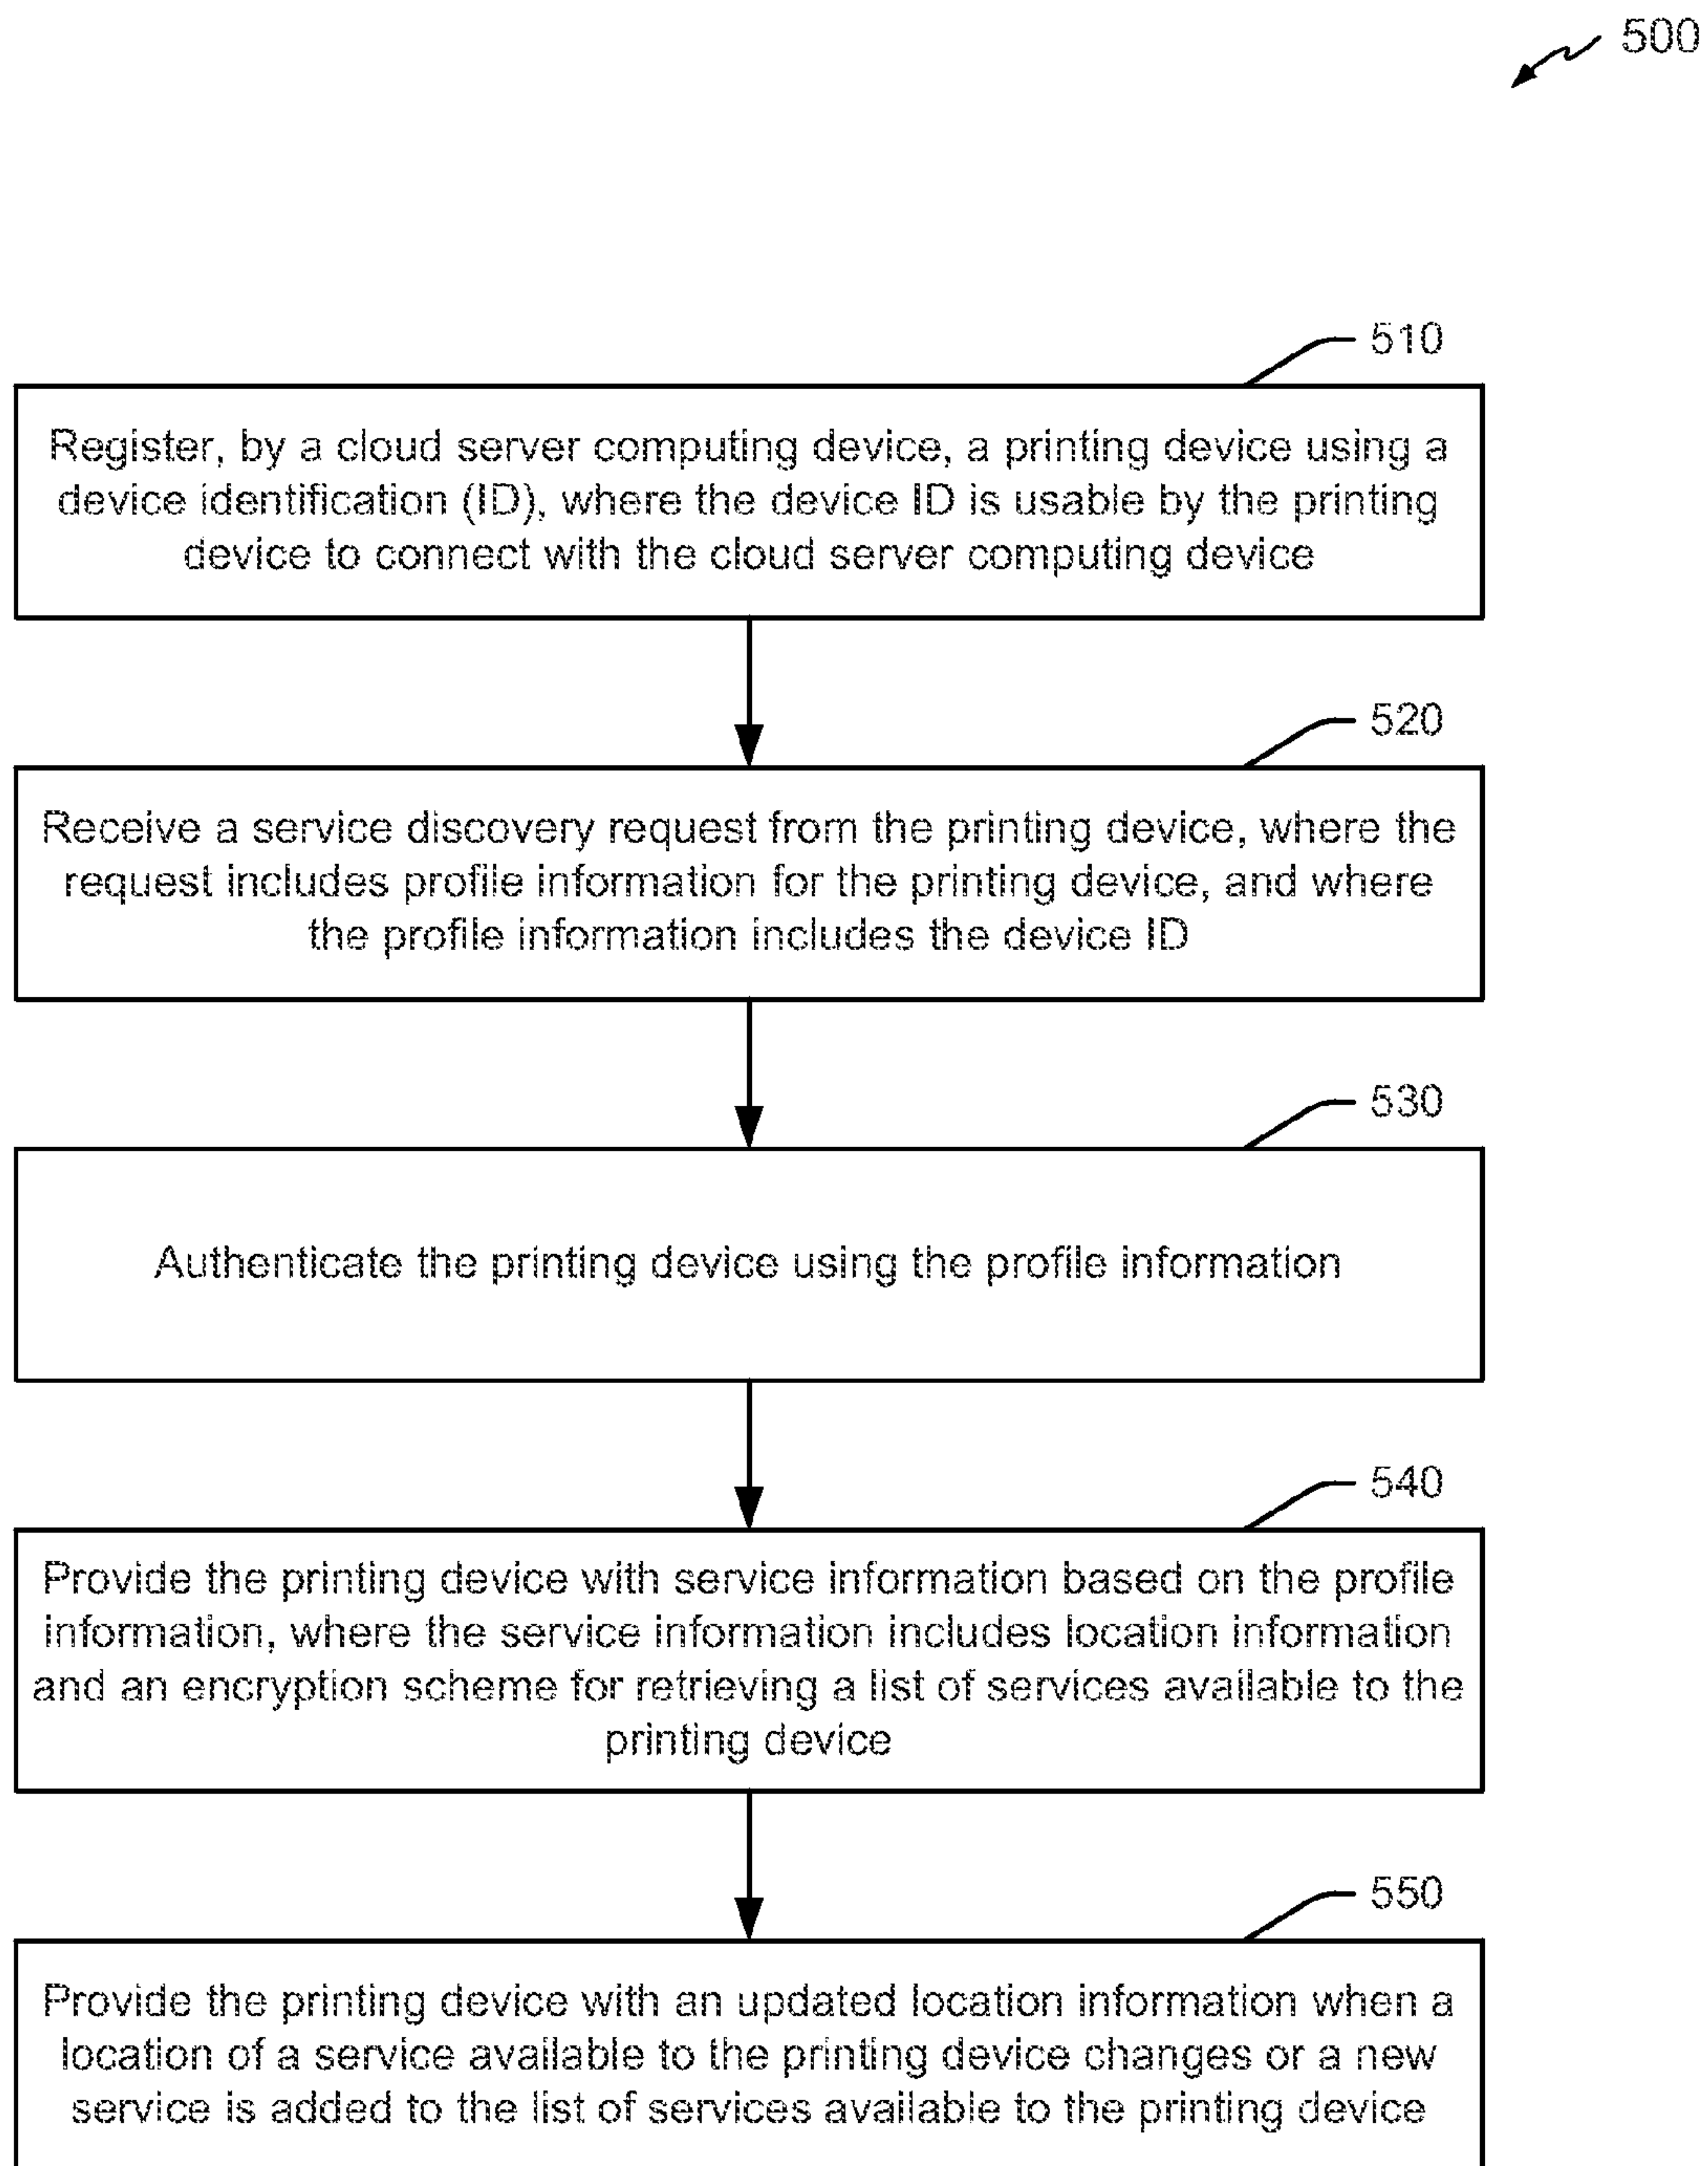 500
510
Register, by a cloud server computing device, a printing device using a
device identification (ID), where the device ID is usable by the printing
device to connect with the cloud server computing device
520
Receive a service discovery request from the printing device, where the
request includes profile information for the printing device, and where
the profile information includes the device ID
530
Authenticate the printing device using the profile information
540
Provide the printing device with service information based on the profile
information, where the service information includes location information
and an encryption scheme for retrieving a list of services available to the
printing device
550
Provide the printing device with an updated location information when a
location of a service available to the printing device changes or a new
service is added to the list of services available to the printing device